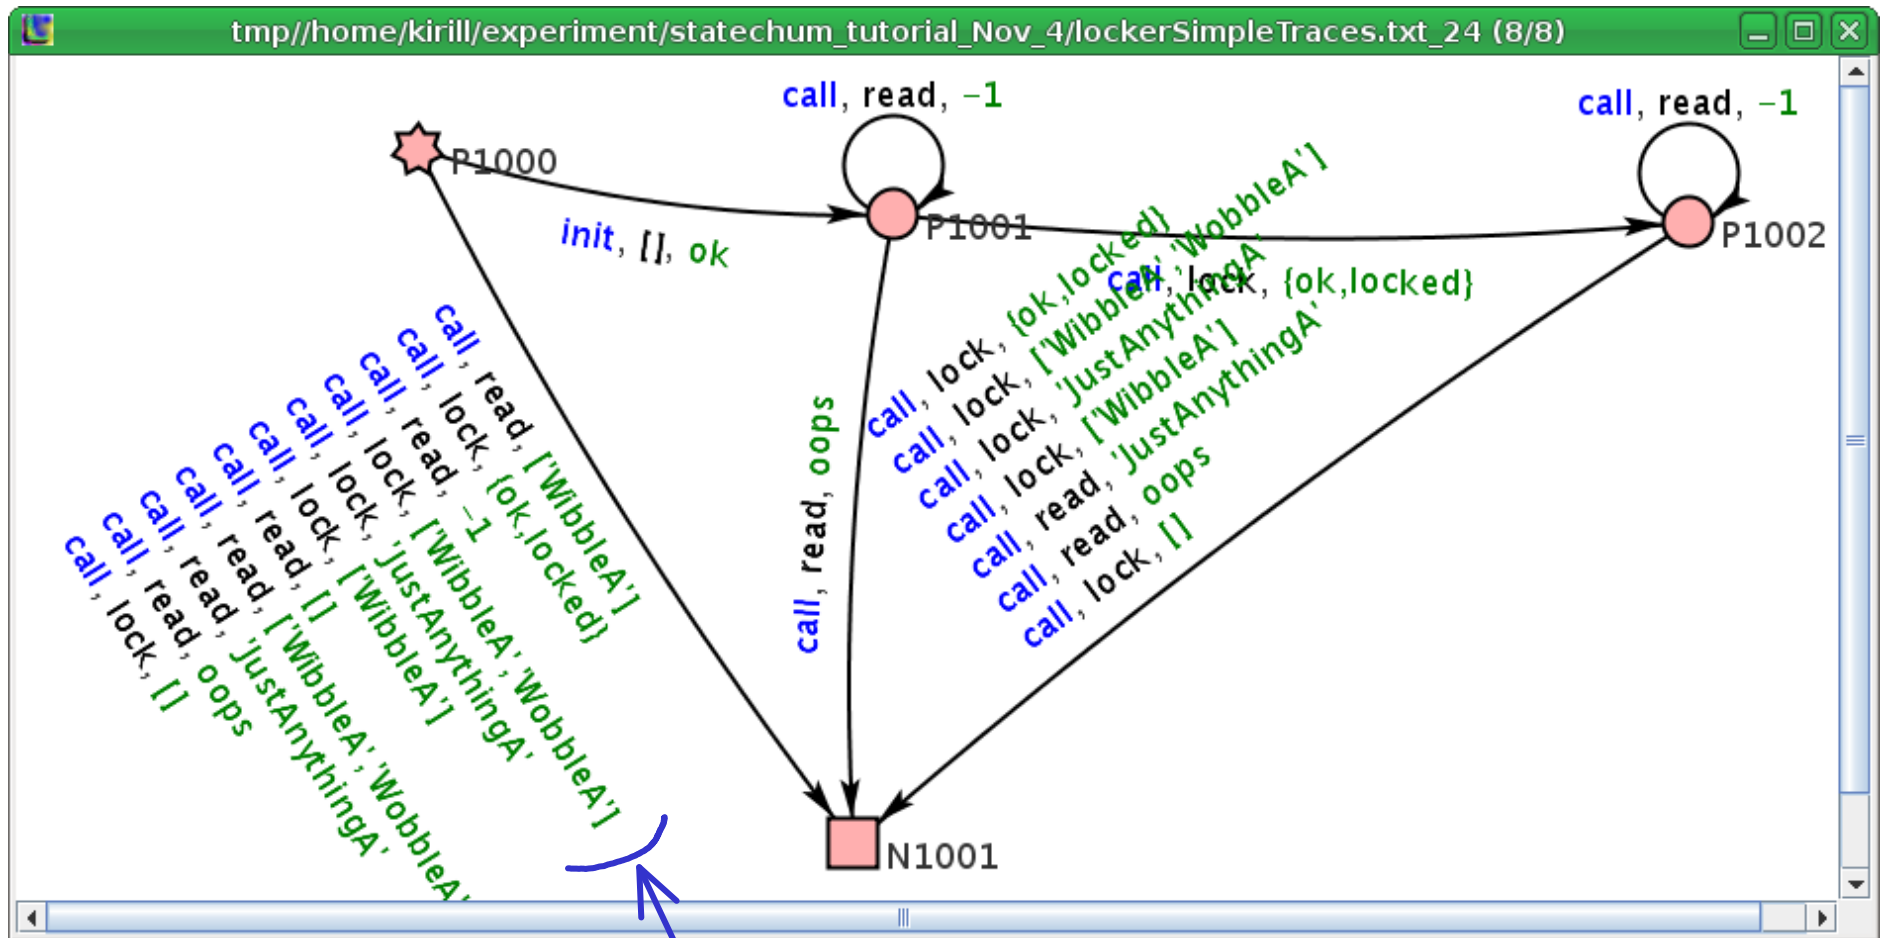 tmp//home/kirill/experiment/statechum_tutorial_Nov_4/lockerSimpleTraces.txt_24 (8/8)
call, read, -1
call, read, -1
P1000
P1001
P1002
init, [], ok
call, lock, {ok,locked}
call, read, ['WibbleA']
call, lock, {ok,locked}
call, read, -1
call, lock, ['WibbleA','WobbleA']
call, lock, 'JustAnythingA'
call, lock, ['WibbleA']
call, read, []
call, read, ['WibbleA','WobbleA'
call, read, 'JustAnythingA'
call, read, oops
call, lock, []
call, read, oops
call, lock, {ok,locked}
call, lock, ['WibbleA','WobbleA']
call, lock, 'JustAnythingA'
call, lock, ['WibbleA']
call, read, 'JustAnythingA'
call, read, oops
call, lock, []
N1001